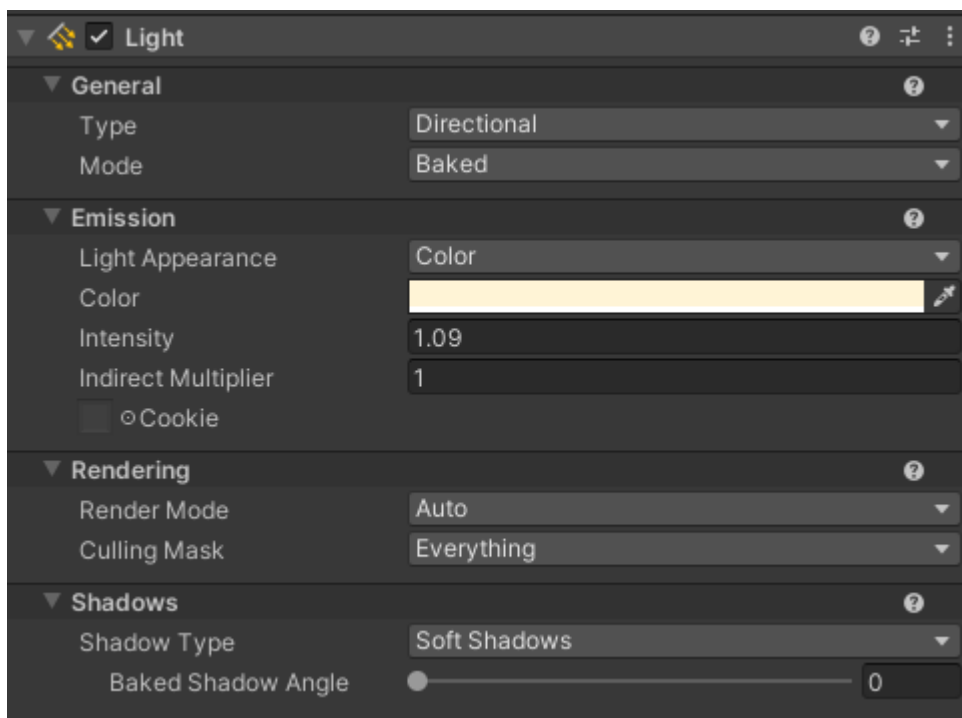 Light
General
Type Directional
Mode Baked
Emission
Light Appearance Color
Color
Intensity 1.09
Indirect Multiplier 1
Cookie
Rendering
Render Mode Auto
Culling Mask Everything
Shadows
Shadow Type Soft Shadows
Baked Shadow Angle 0